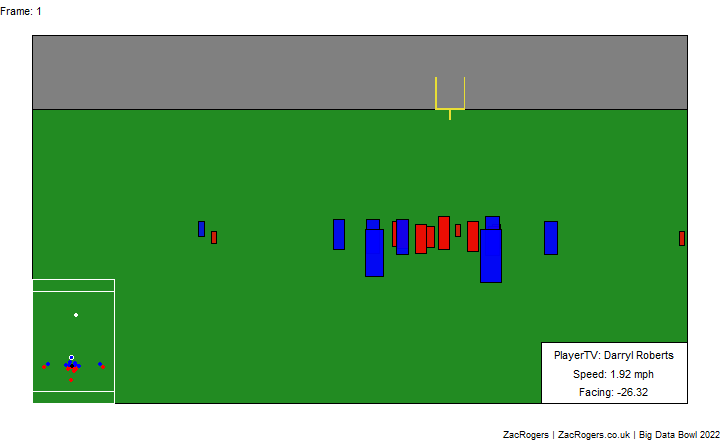 Frame: 1
PlayerTV: Darryl Roberts
Speed: 1.92 mph
Facing: -26.32
ZacRogers | ZacRogers.co.uk | Big Data Bowl 2022